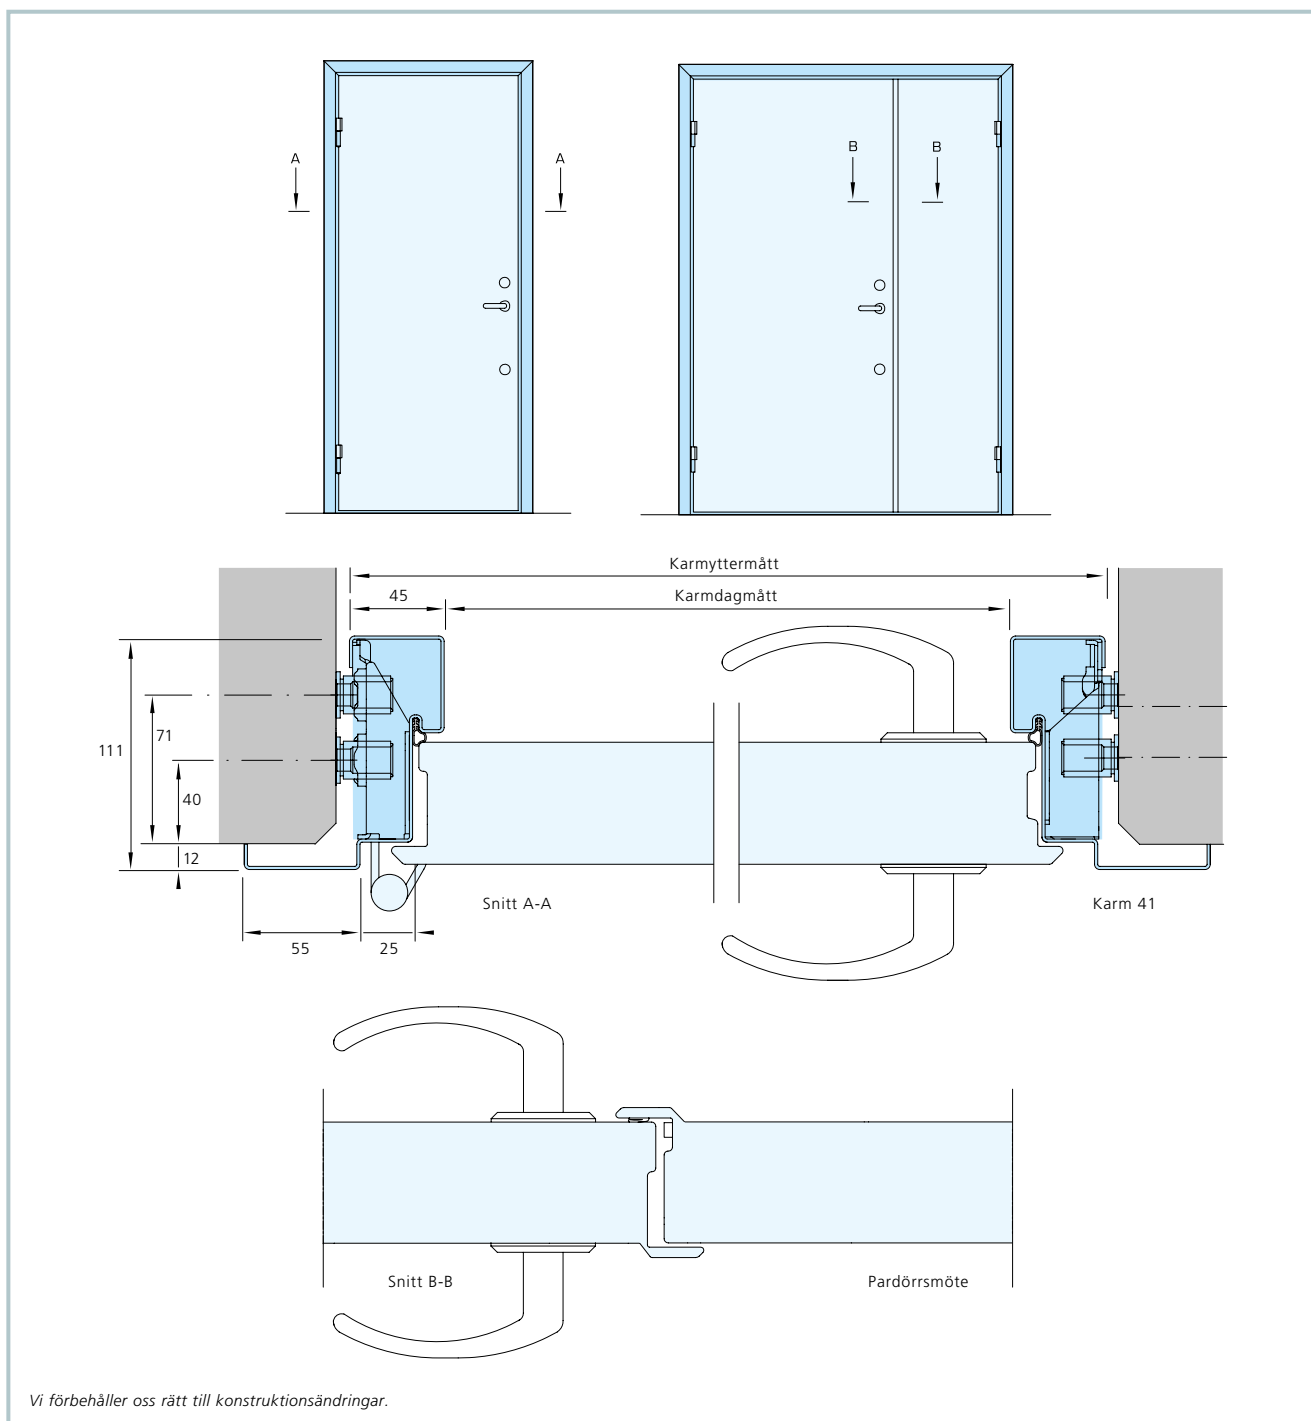 A
A
B
B
Karmyttermått
45
Karmdagmått
111
71
40
12
Snitt A-A
Karm 41
55
25
Snitt B-B
Pardörrsmöte
Vi förbehåller oss rätt till konstruktionsändringar.